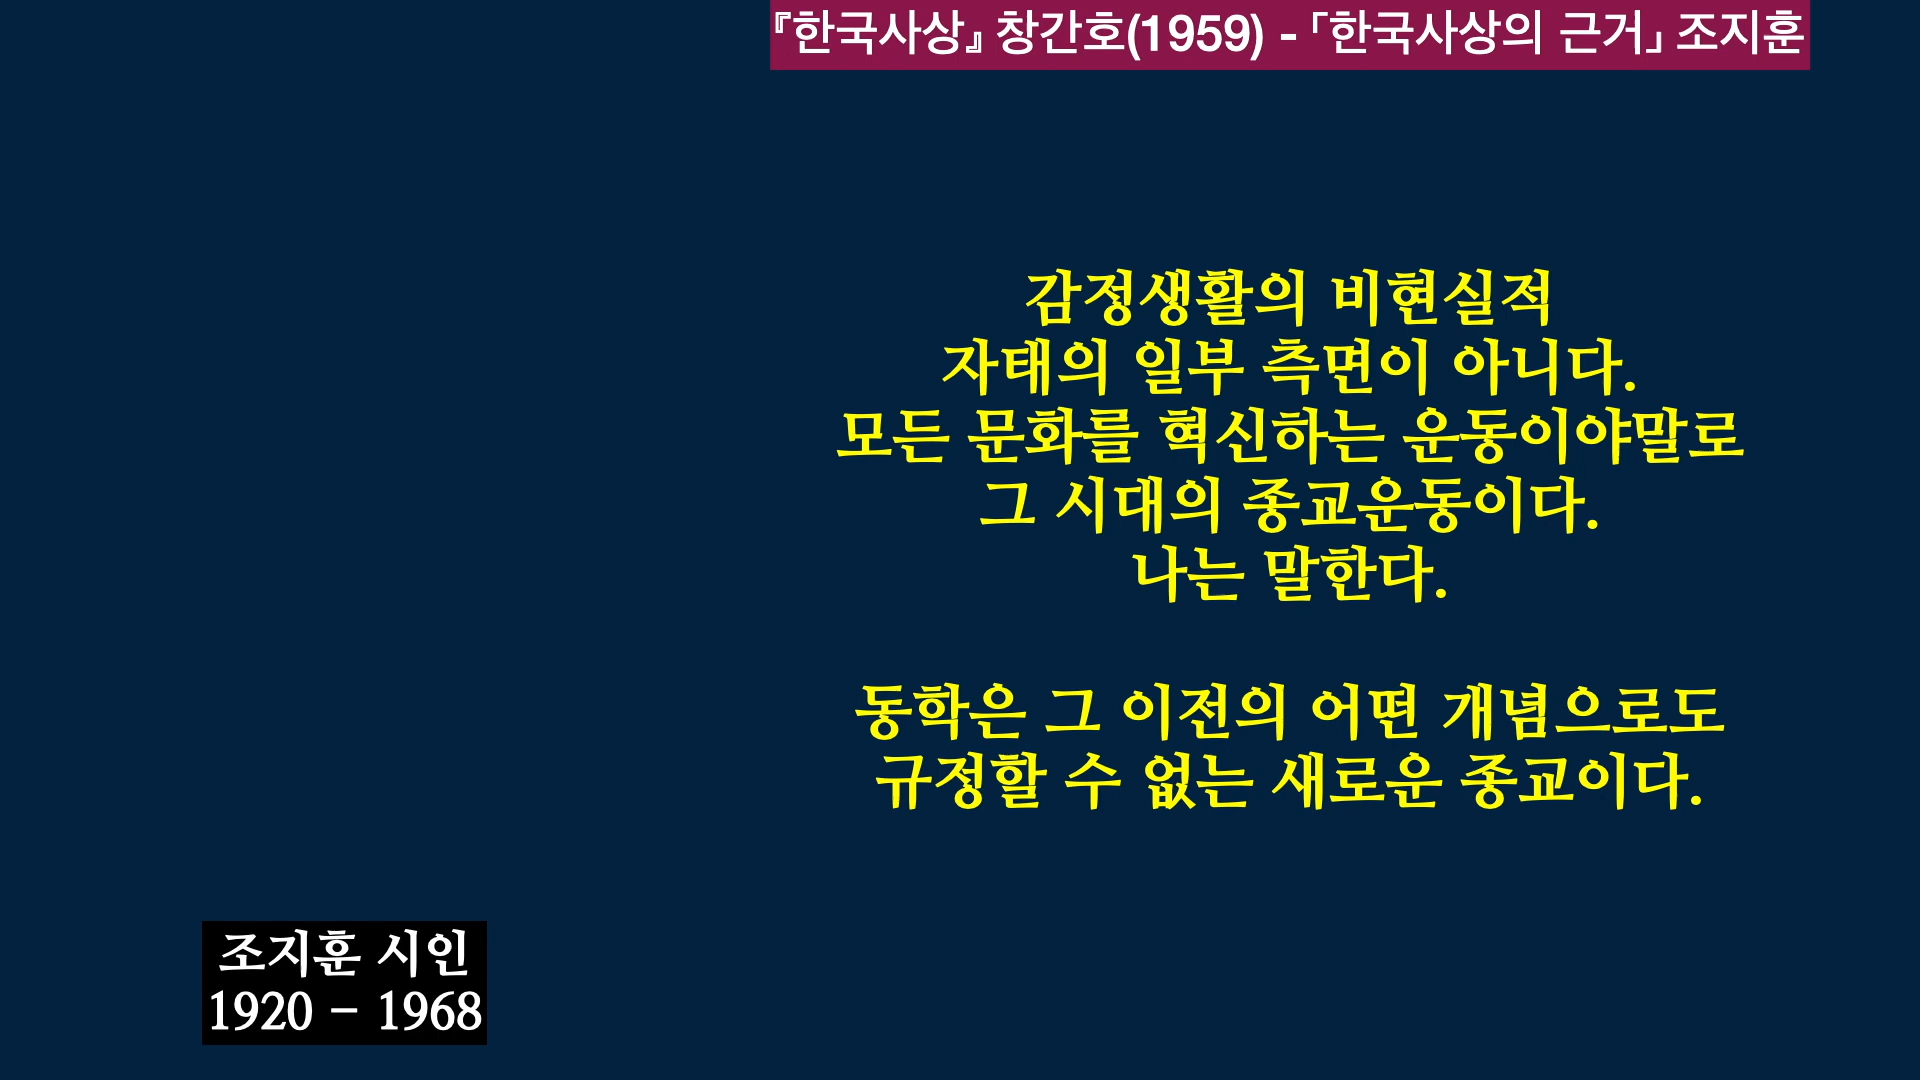 『한국사상』 창간호(1959) - 「한국사상의 근거」 조지훈
감정생활의 비현실적
자태의 일부 측면이 아니다.
모든 문화를 혁신하는 운동이야말로
그 시대의 종교운동이다.
나는 말한다.
동학은 그 이전의 어떤 개념으로도
규정할 수 없는 새로운 종교이다.
조지훈 시인
1920 – 1968